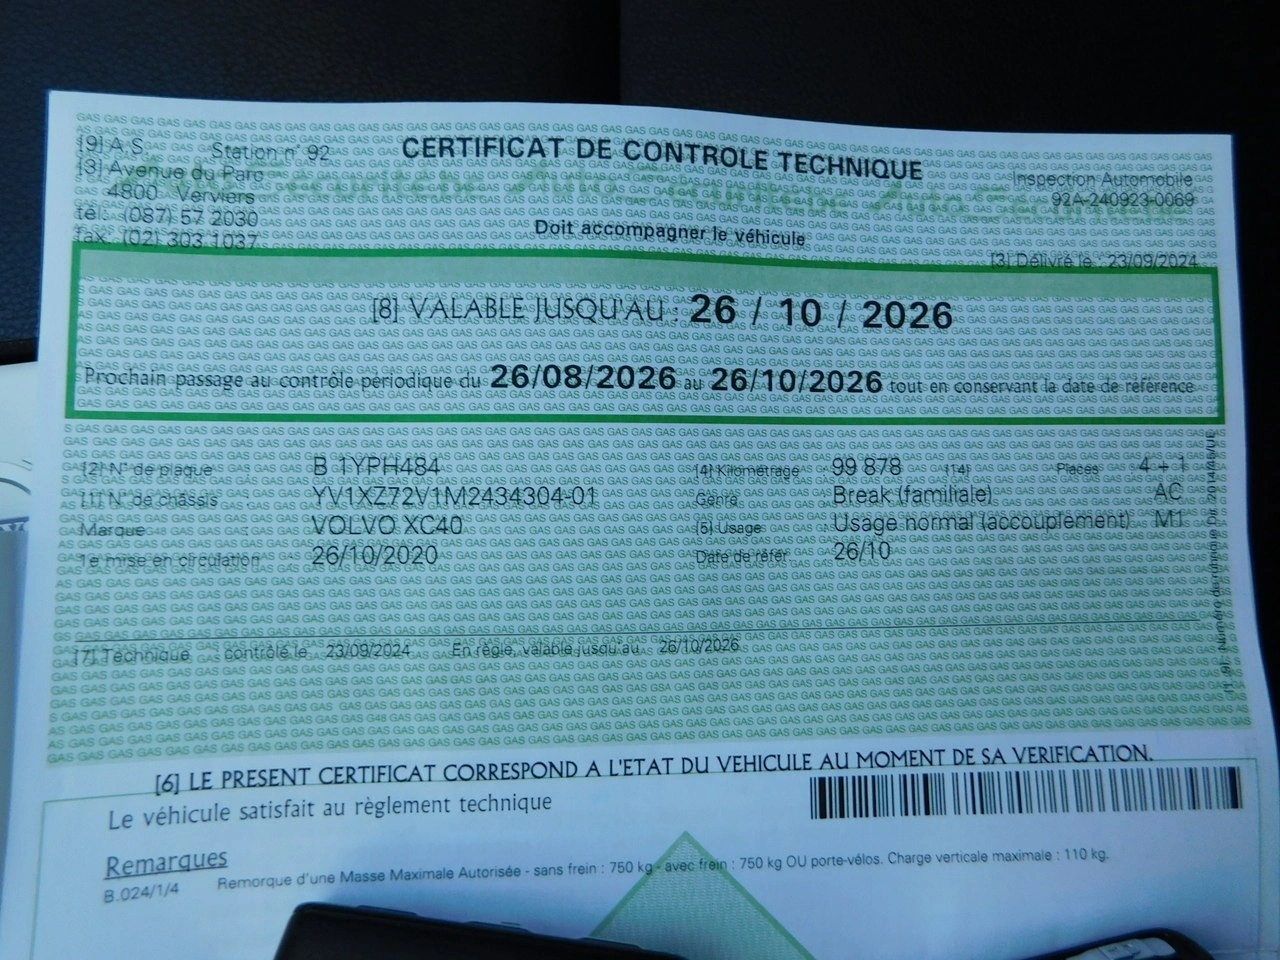 [9] A.S. Station n° 92
CERTIFICAT DE CONTROLE TECHNIQUE
[3] Avenue du Parc
4800 Verviers
Inspection Automobile
92A-240923-0069
tél.: (087) 57 2030
fax. (02) 303 1037
Doit accompagner le véhicule
[3] Délivré le : 23/09/2024
[8] VALABLE JUSQU'AU : 26 / 10 / 2026
Prochain passage au contrôle périodique du 26/08/2026 au 26/10/2026 tout en conservant la date de référence
[2] N° de plaque : B 1YPH484 [4] Kilométrage : 99 878 (14) Places 4 + 1
[1] N° de châssis : YV1XZ72V1M2434304-01 Genre : Break (familiale) AC
Marque : VOLVO XC40 [5] Usage : Usage normal (accouplement) M1
1e mise en circulation : 26/10/2020 Date de référ. : 26/10
[7] Technique : contrôlé le 23/09/2024 En règle, valable jusqu'au 26/10/2026
[6] LE PRESENT CERTIFICAT CORRESPOND A L'ETAT DU VEHICULE AU MOMENT DE SA VERIFICATION.
Le véhicule satisfait au règlement technique
Remarques
B.024/1/4 Remorque d'une Masse Maximale Autorisée - sans frein : 750 kg - avec frein : 750 kg OU porte-vélos. Charge verticale maximale : 110 kg.